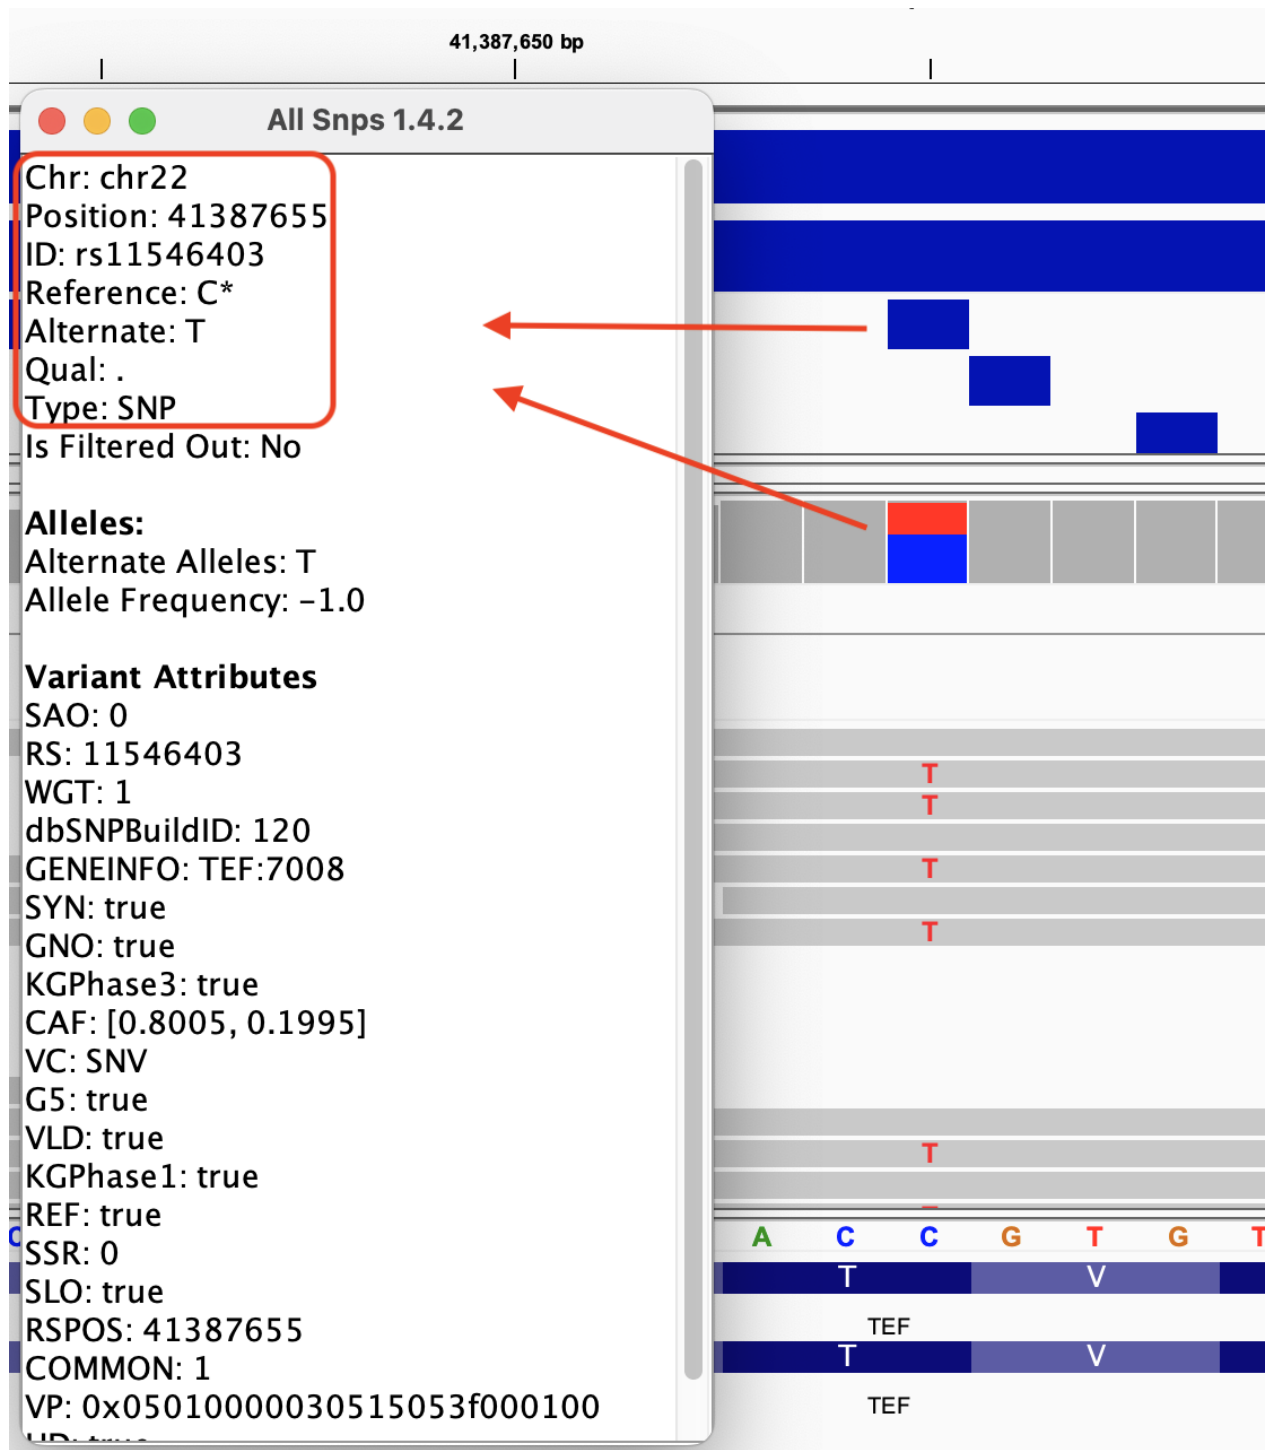 41,387,650 bp
All Snps 1.4.2
Chr: chr22
Position: 41387655
ID: rs11546403
Reference: C*
Alternate: T
Qual: .
Type: SNP
Is Filtered Out: No
Alleles:
Alternate Alleles: T
Allele Frequency: -1.0
Variant Attributes
SAO: 0
RS: 11546403
WGT: 1
dbSNPBuildID: 120
GENEINFO: TEF:7008
SYN: true
GNO: true
KGPhase3: true
CAF: [0.8005, 0.1995]
VC: SNV
G5: true
VLD: true
KGPhase1: true
REF: true
SSR: 0
SLO: true
RSPOS: 41387655
COMMON: 1
VP: 0x05010000030515053f000100
T
T
T
T
T
A C C G T G T
T V
TEF
T V
TEF